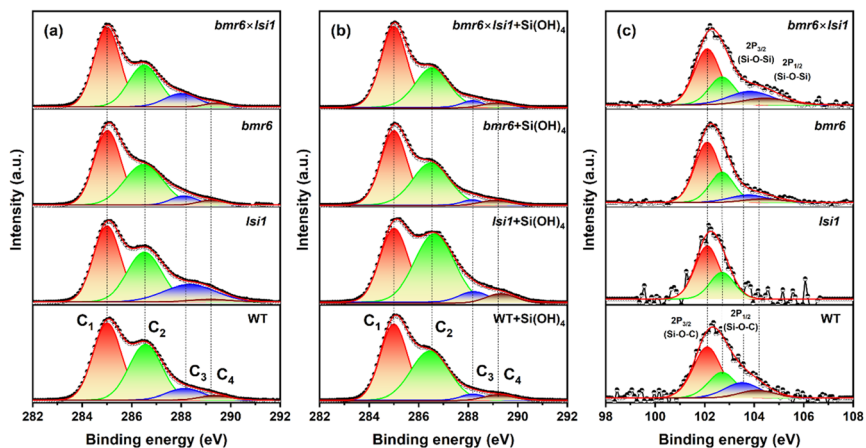 (a)
bmr6×lsi1
bmr6
lsi1
WT
C₁
C₂
C₃
C₄
Intensity (a.u.)
282 284 286 288 290 292
Binding energy (eV)
(b)
bmr6×lsi1+Si(OH)₄
bmr6+Si(OH)₄
lsi1+Si(OH)₄
WT+Si(OH)₄
C₁
C₂
C₃
C₄
Intensity (a.u.)
282 284 286 288 290 292
Binding energy (eV)
(c)
bmr6×lsi1
2P₃/₂
(Si-O-Si)
2P₁/₂
(Si-O-Si)
bmr6
lsi1
WT
2P₃/₂
(Si-O-C)
2P₁/₂
(Si-O-C)
Intensity (a.u.)
98 100 102 104 106 108
Binding energy (eV)